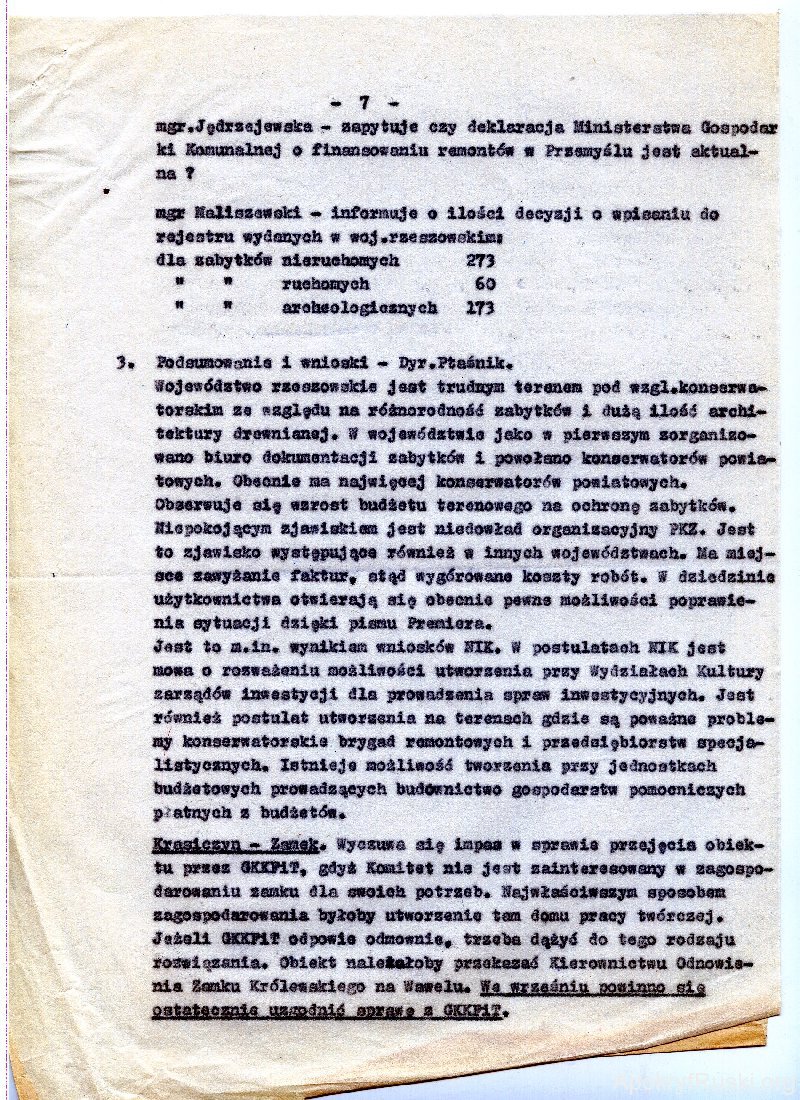 - 7 -
mgr.Jędrzejewska - zapytuje czy deklaracja Ministerstwa Gospodar
ki Komunalnej o finansowaniu remontów w Przemyślu jest aktual-
na ?
mgr Maliszewski - informuje o ilości decyzji o wpisaniu do
rejestru wydanych w woj.rzeszowskim:
dla zabytków nieruchomych 273
" " ruchomych 60
" " archeologicznych 173
3. Podsumowanie i wnioski - Dyr.Ptaśnik.
Województwo rzeszowskie jest trudnym terenem pod wzgl.konserwa-
torskim ze względu na różnorodność zabytków i dużą ilość archi-
tektury drewnianej. W województwie jako w pierwszym zorganizo-
wano biuro dokumentacji zabytków i powołano konserwatorów powia-
towych. Obecnie ma najwięcej konserwatorów powiatowych.
Obserwuje się wzrost budżetu terenowego na ochronę zabytków.
Niepokojącym zjawiskiem jest niedowład organizacyjny PKZ. Jest
to zjawisko występujące również w innych województwach. Ma miej-
sce zawyżanie faktur, stąd wygórowane koszty robót. W dziedzinie
użytkownictwa otwierają się obecnie pewne możliwości poprawie-
nia sytuacji dzięki pismu Premiera.
Jest to m.in. wynikiem wniosków NIK. W postulatach NIK jest
mowa o rozważeniu możliwości utworzenia przy Wydziałach Kultury
zarządów inwestycji dla prowadzenia spraw inwestycyjnych. Jest
również postulat utworzenia na terenach gdzie są poważne proble-
my konserwatorskie brygad remontowych i przedsiębiorstw specja-
listycznych. Istnieje możliwość tworzenia przy jednostkach
budżetowych prowadzących budownictwo gospodarstw pomocniczych
płatnych z budżetów.
Krasiczyn - Zamek. Wyczuwa się impas w sprawie przejęcia obiek-
tu przez GKKFiT, gdyż Komitet nie jest zainteresowany w zagospo-
darowaniu zamku dla swoich potrzeb. Najwłaściwszym sposobem
zagospodarowania byłoby utworzenie tam domu pracy twórczej.
Jeżeli GKKFiT odpowie odmownie, trzeba dążyć do tego rodzaju
rozwiązania. Obiekt należałoby przekazać Kierownictwu Odnowie-
nia Zamku Królewskiego na Wawelu. We wrześniu powinno się
ostatecznie uzgodnić sprawę z GKKFiT.